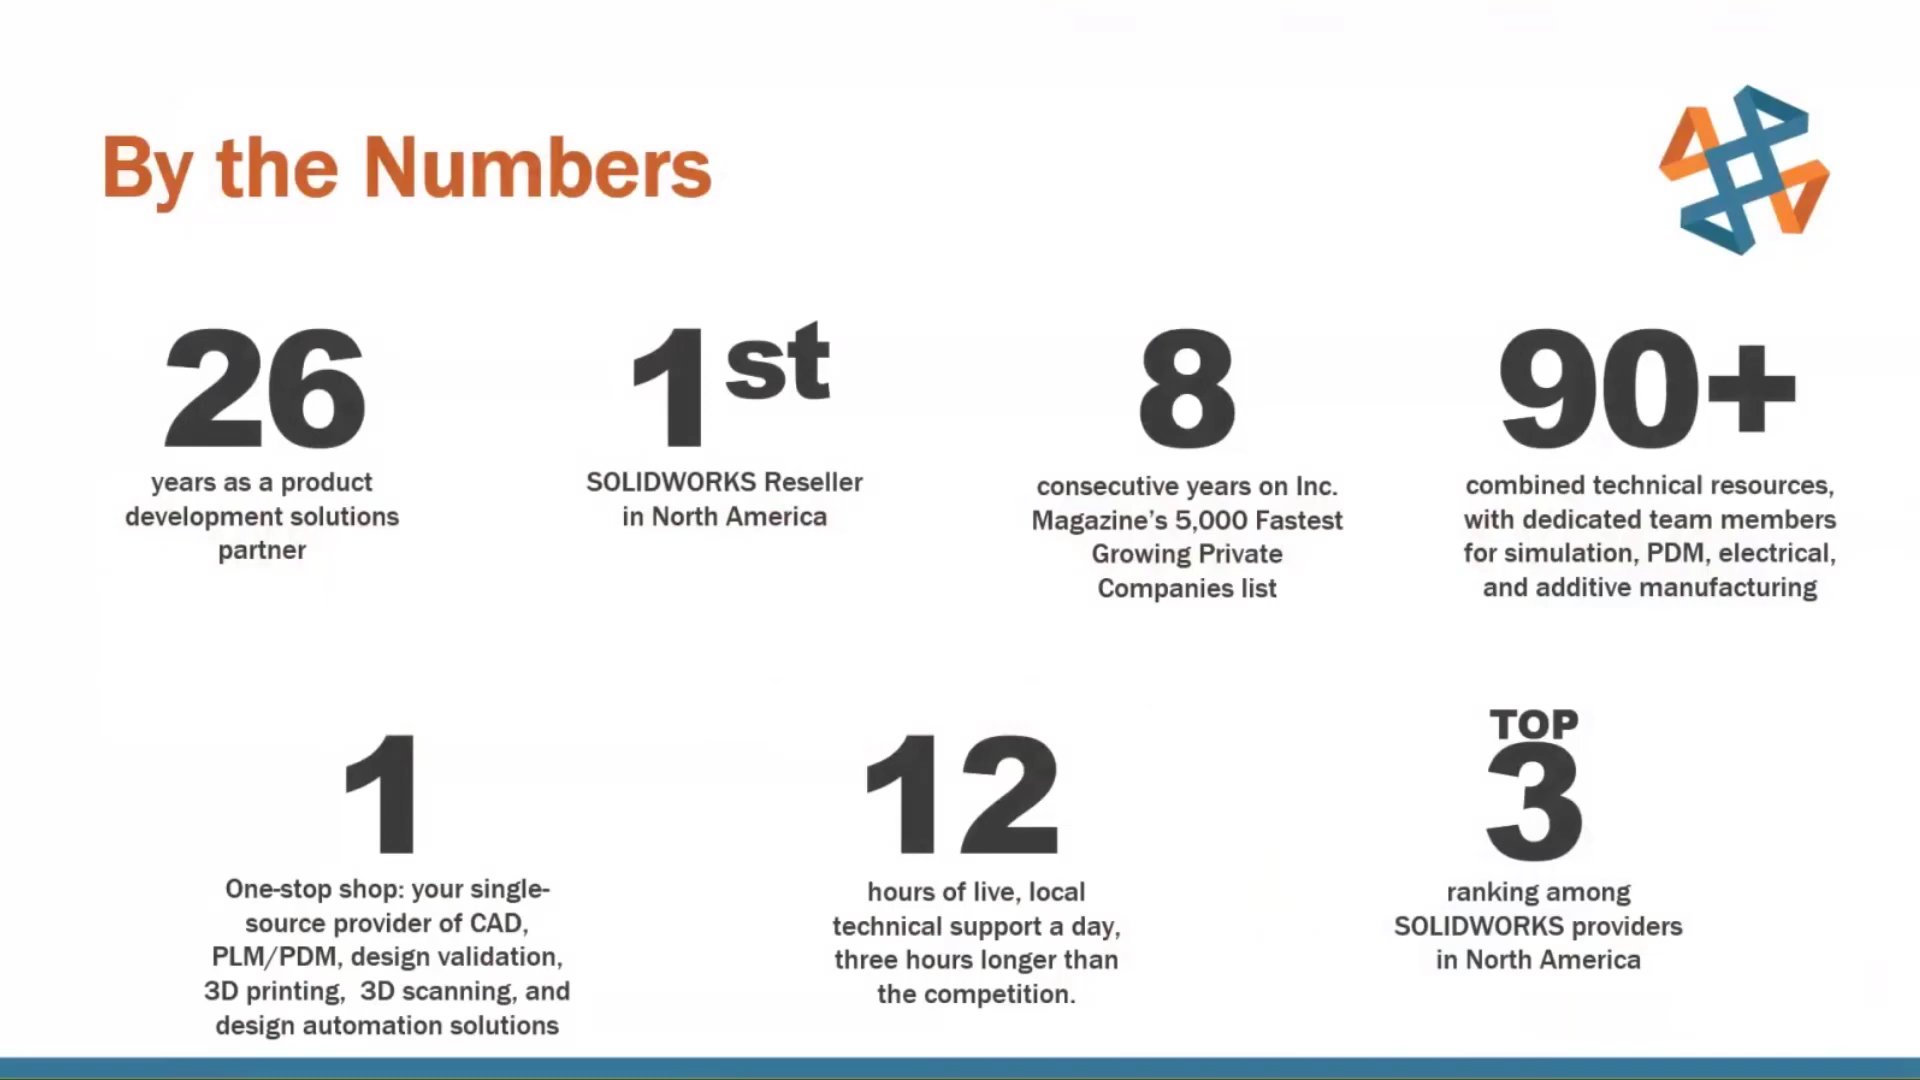 By the Numbers
26
years as a product
development solutions
partner
1st
SOLIDWORKS Reseller
in North America
8
consecutive years on Inc.
Magazine’s 5,000 Fastest
Growing Private
Companies list
90+
combined technical resources,
with dedicated team members
for simulation, PDM, electrical,
and additive manufacturing
1
One-stop shop: your single-
source provider of CAD,
PLM/PDM, design validation,
3D printing,  3D scanning, and
design automation solutions
12
hours of live, local
technical support a day,
three hours longer than
the competition.
TOP
3
ranking among
SOLIDWORKS providers
in North America